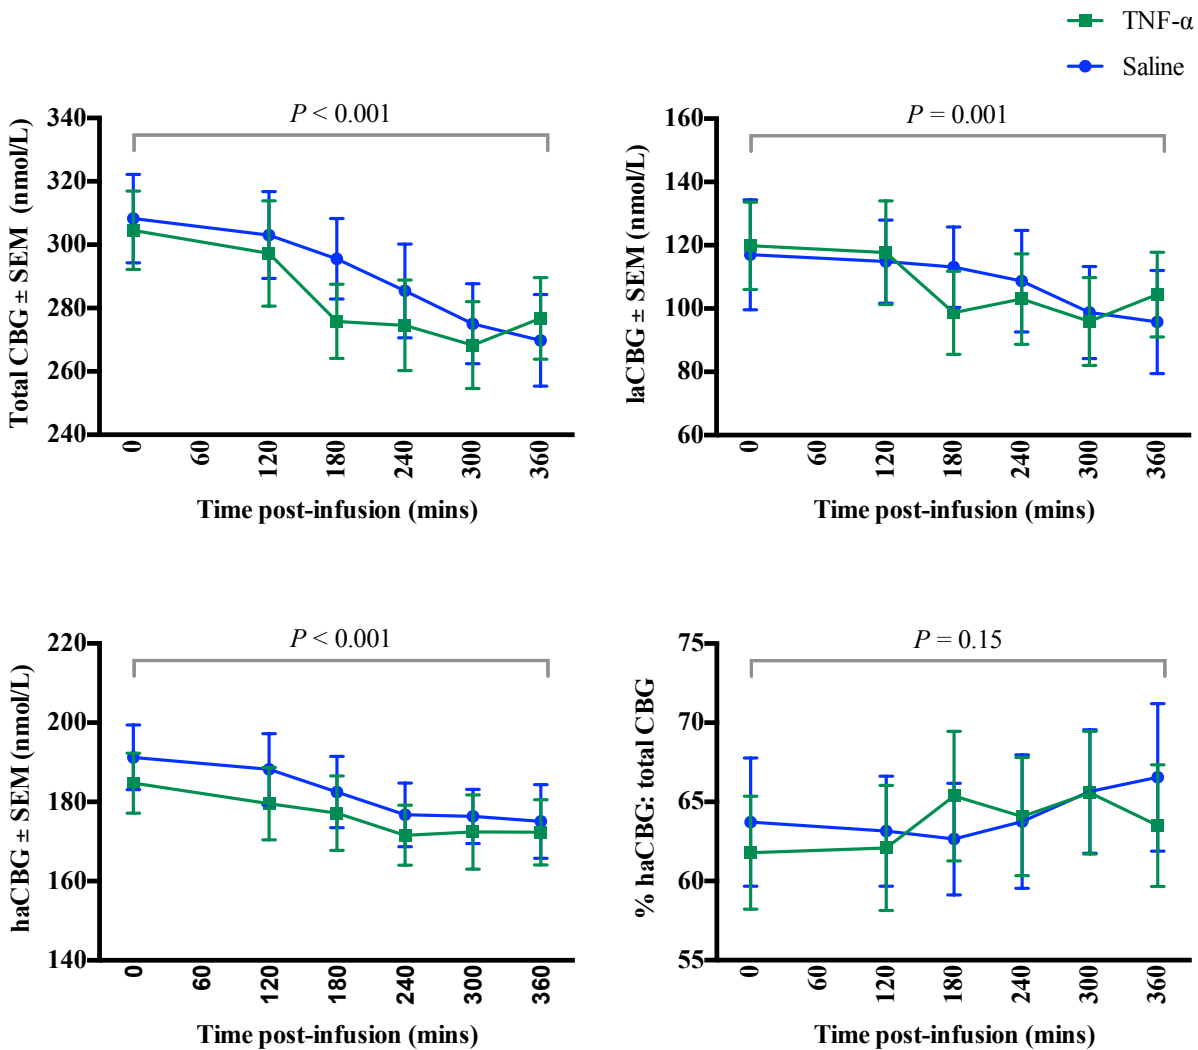 TNF-α
Saline
Total CBG ± SEM (nmol/L)
P < 0.001
340
320
300
280
260
240
0 60 120 180 240 300 360
Time post-infusion (mins)
laCBG ± SEM (nmol/L)
P = 0.001
160
140
120
100
80
60
0 60 120 180 240 300 360
Time post-infusion (mins)
haCBG ± SEM (nmol/L)
P < 0.001
220
200
180
160
140
0 60 120 180 240 300 360
Time post-infusion (mins)
% haCBG: total CBG
P = 0.15
75
70
65
60
55
0 60 120 180 240 300 360
Time post-infusion (mins)